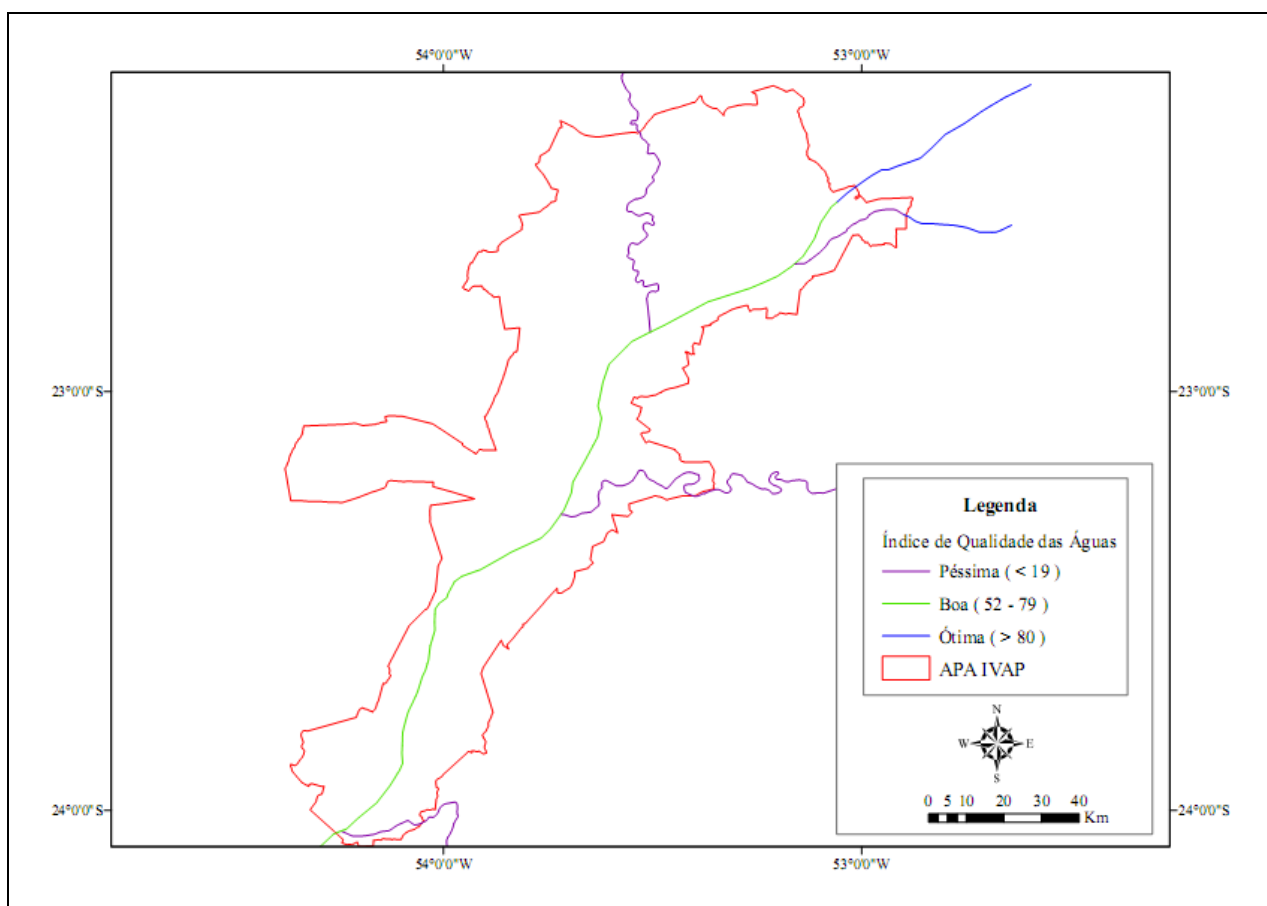 54°0'0"W 53°0'0"W
23°0'0"S 23°0'0"S
Legenda
Índice de Qualidade das Águas
Péssima ( < 19 )
Boa ( 52 - 79 )
Ótima ( > 80 )
APA IVAP
N
W E
S
0 5 10 20 30 40
Km
24°0'0"S 24°0'0"S
54°0'0"W 53°0'0"W